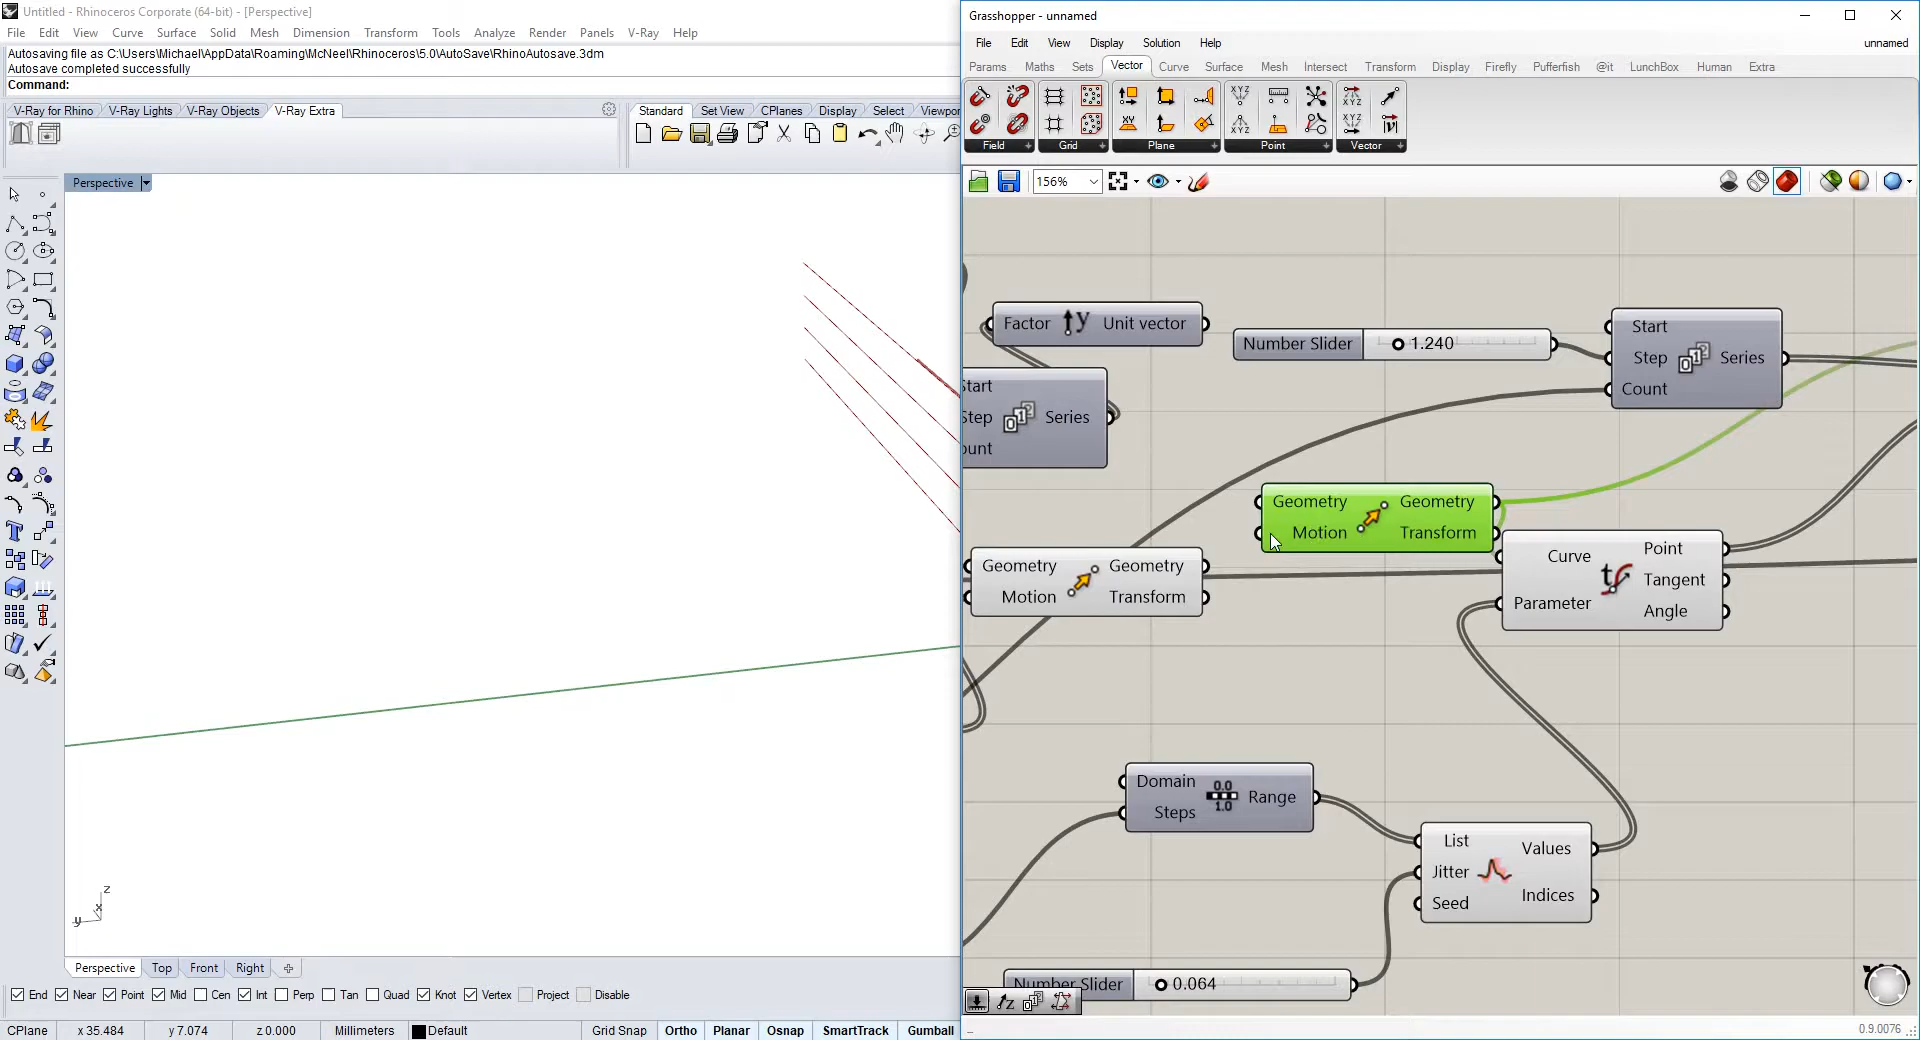 Untitled - Rhinoceros Corporate (64-bit) - [Perspective]
File Edit View Curve Surface Solid Mesh Dimension Transform Tools Analyze Render Panels V-Ray Help
Autosaving file as C:\Users\Michael\AppData\Roaming\McNeel\Rhinoceros\5.0\AutoSave\RhinoAutosave.3dm
Autosave completed successfully
Command:
V-Ray for Rhino V-Ray Lights V-Ray Objects V-Ray Extra
Standard Set View CPlanes Display Select Viewpor
Perspective
z
x
y
Perspective Top Front Right
End Near Point Mid Cen Int Perp Tan Quad Knot Vertex Project Disable
CPlane x 35.484 y 7.074 z 0.000 Millimeters Default Grid Snap Ortho Planar Osnap SmartTrack Gumball
Grasshopper - unnamed
File Edit View Display Solution Help
unnamed
Params Maths Sets Vector Curve Surface Mesh Intersect Transform Display Firefly Pufferfish @it LunchBox Human Extra
Field Grid Plane Point Vector
156%
Factor y Unit vector
Number Slider 1.240
Start
Step Series
Count
tart
Step Series
ount
Geometry Geometry
Motion Transform
Geometry Geometry
Motion Transform
Curve Point
Tangent
Parameter
Angle
Domain
Steps
0.0
1.0
Range
List
Jitter
Seed
Values
Indices
Number Slider 0.064
0.9.0076